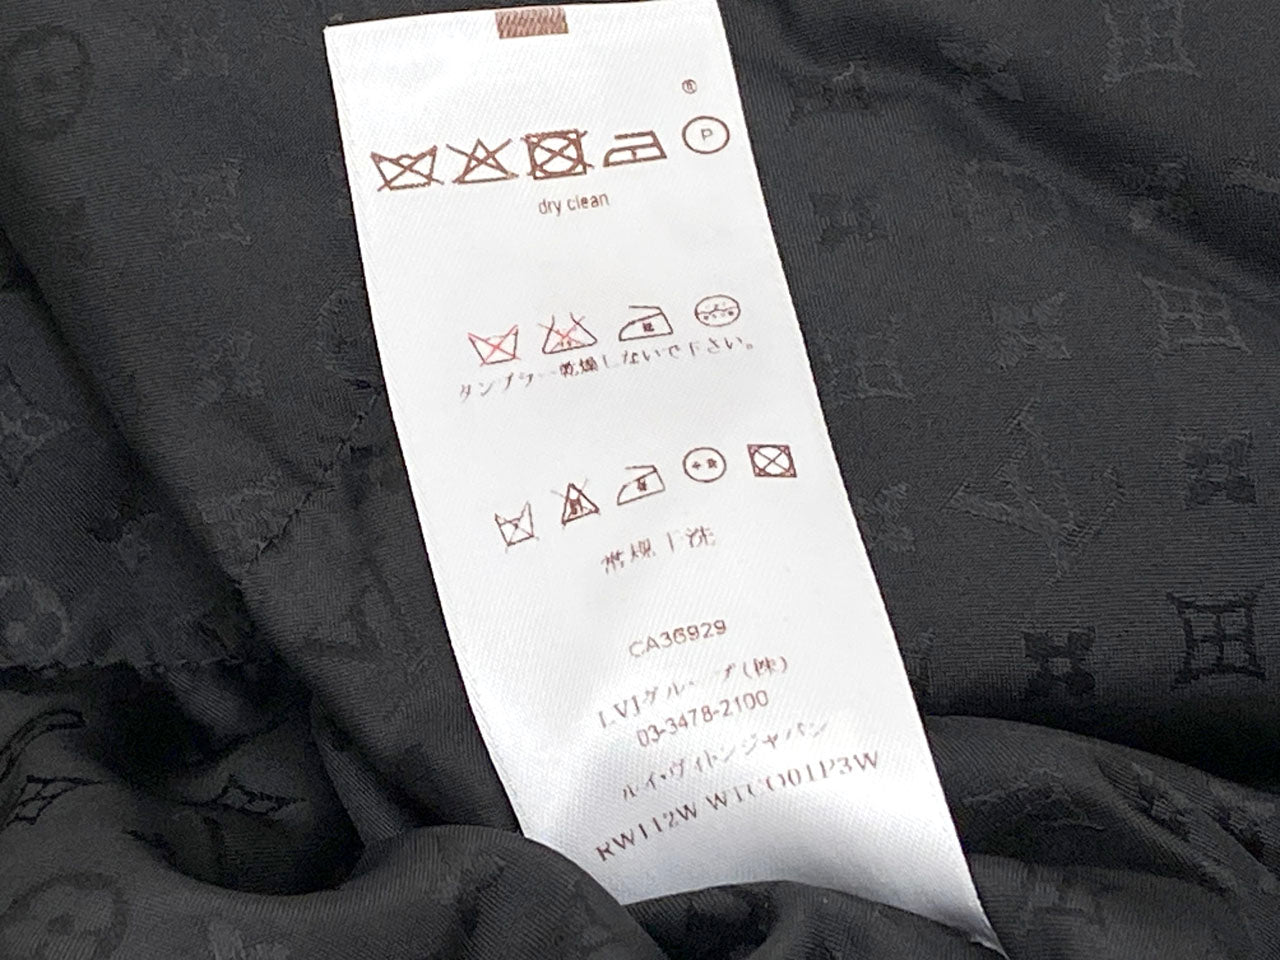 ®
P
dry clean
タンブラー乾燥しないで下さい。
常規干洗
CA36929
LVJグループ(株)
03-3478-2100
ルイ・ヴィトンジャパン
RW112W WTCO01P3W